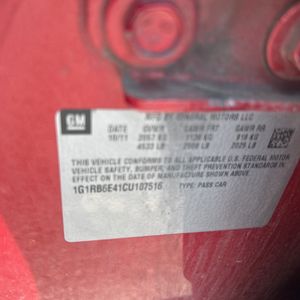 GM
MFD BY GENERAL MOTORS LLC
DATE GVWR GAWR FRT GAWR RR
10/11 2057 KG 1138 KG 919 KG
4533 LB 2508 LB 2025 LB
THIS VEHICLE CONFORMS TO ALL APPLICABLE U.S. FEDERAL MOTOR
VEHICLE SAFETY, BUMPER, AND THEFT PREVENTION STANDARDS IN
EFFECT ON THE DATE OF MANUFACTURE SHOWN ABOVE.
1G1RB6E41CU107516 TYPE: PASS CAR